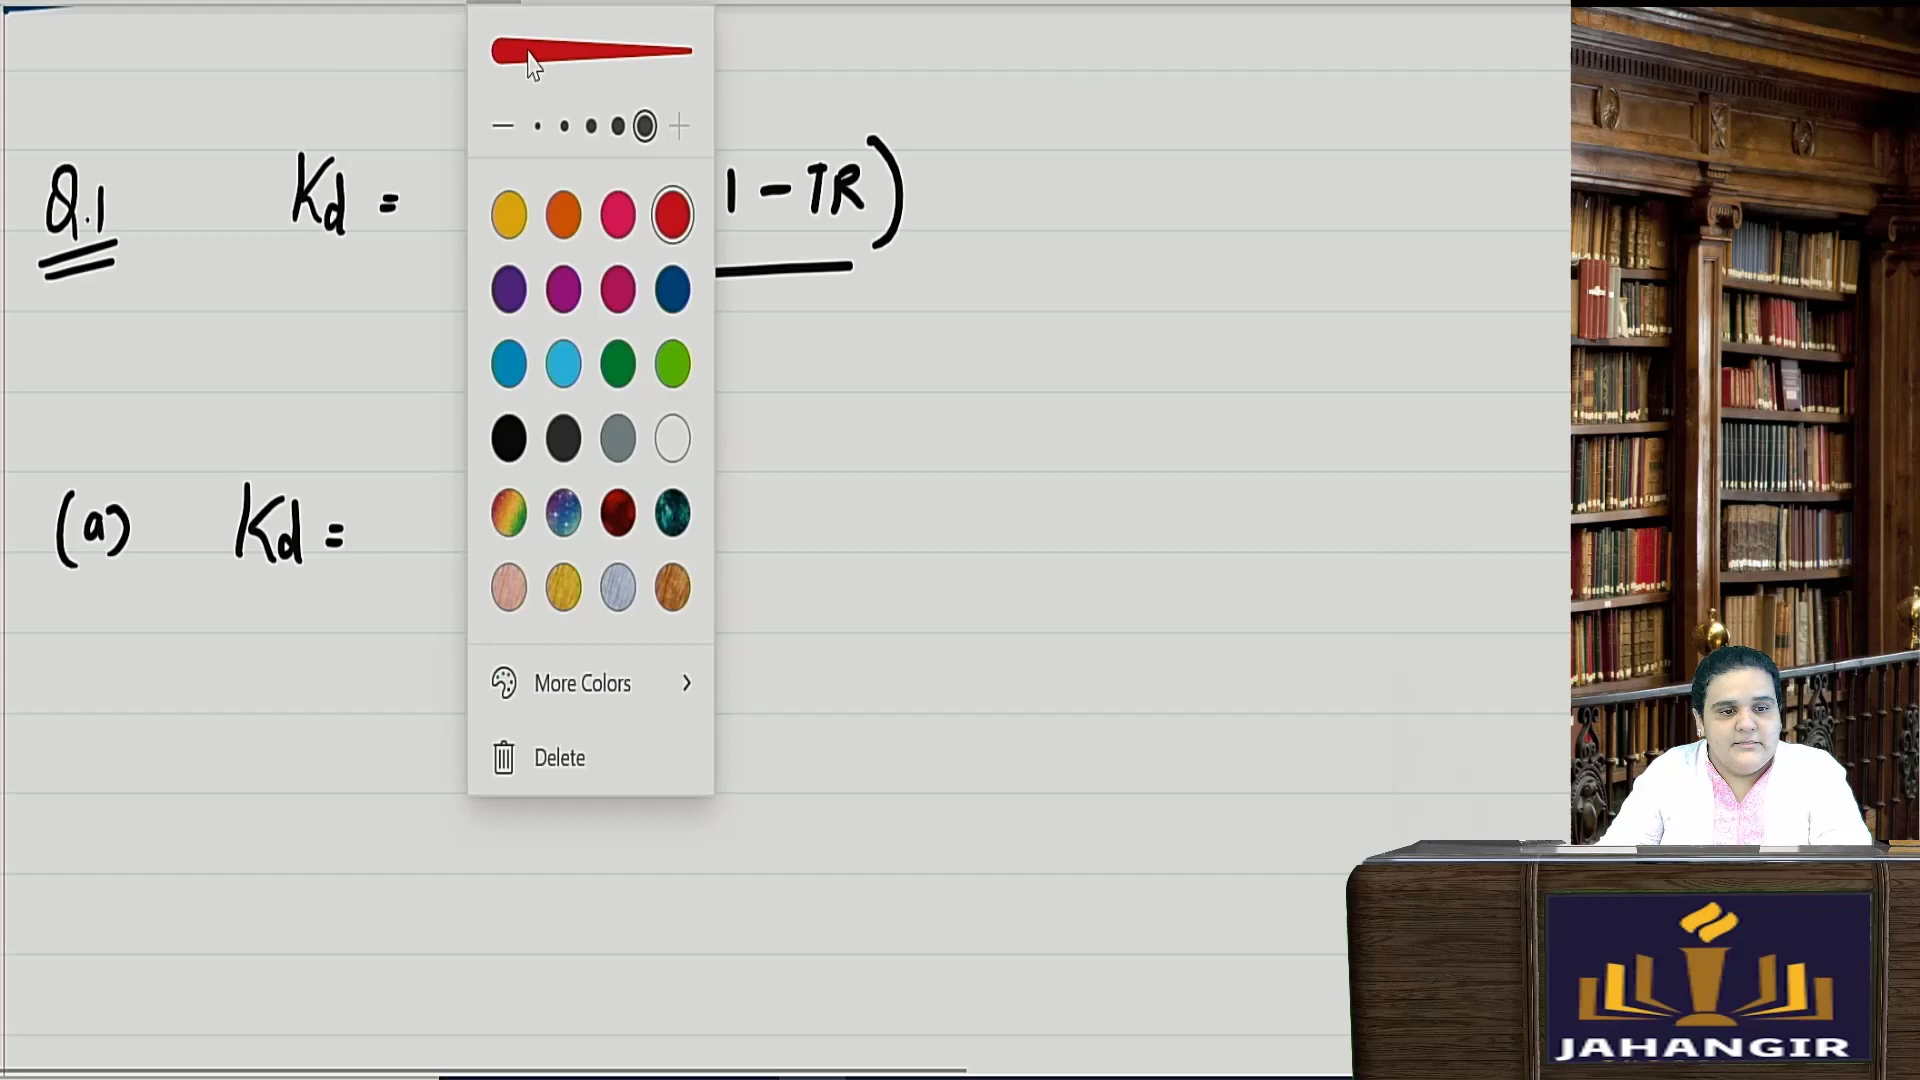 Q.1 Kd = 1 - TR)
(a) Kd =
More Colors
Delete
JAHANGIR